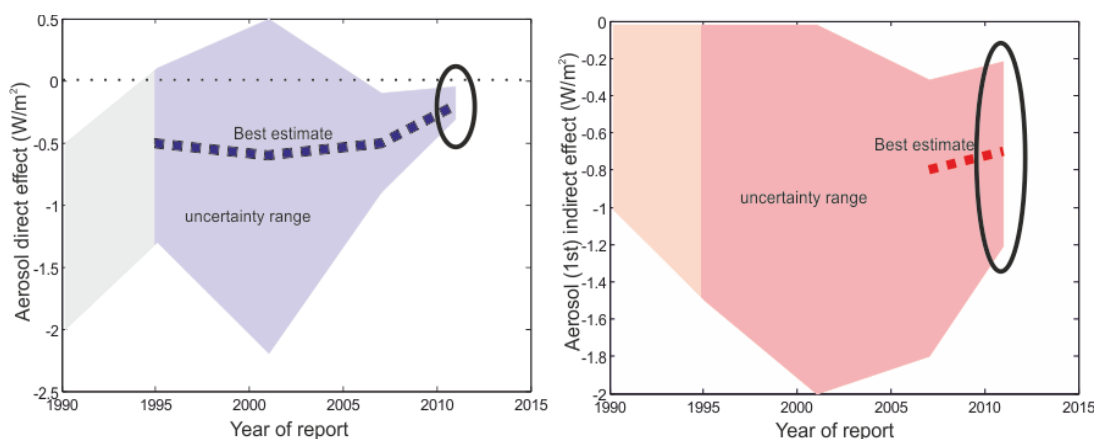 Aerosol direct effect (W/m²)
0.5
0
-0.5
-1
-1.5
-2
-2.5
Best estimate
uncertainty range
1990 1995 2000 2005 2010 2015
Year of report
Aerosol (1st) indirect effect (W/m²)
0
-0.2
-0.4
-0.6
-0.8
-1
-1.2
-1.4
-1.6
-1.8
-2
Best estimate
uncertainty range
1990 1995 2000 2005 2010 2015
Year of report